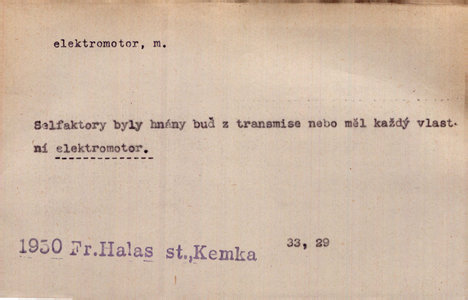 elektromotor, m.
Selfaktory byly hnány buď z transmise nebo měl každý vlast-
ní elektromotor.
1950 Fr.Halas st.,Kemka 33, 29